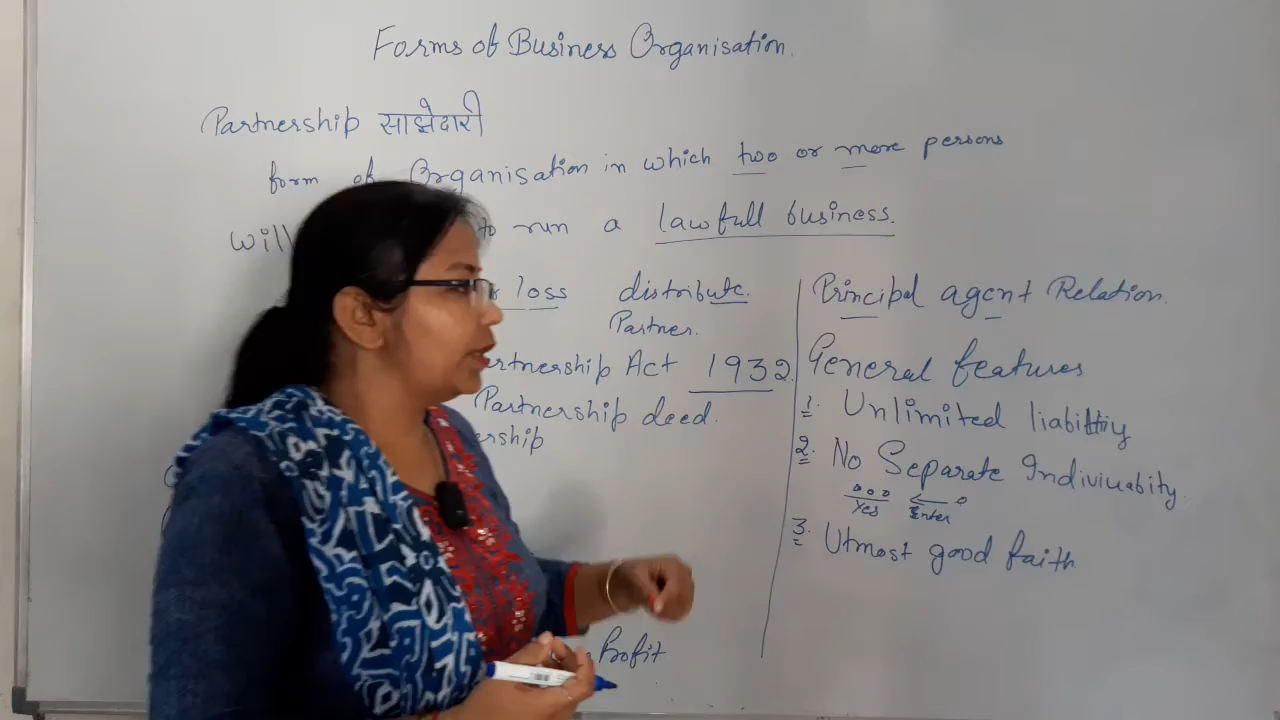 Forms of Business Organisation.
Partnership साझेदारी
form of Organisation in which two or more persons
will to run a lawfull business.
loss distribute.
Partner.
Partnership Act 1932
Partnership deed.
Profit
Principal agent Relation.
General features
1. Unlimited liability
2. No Separate
Yes Enter
3. Utmost good faith